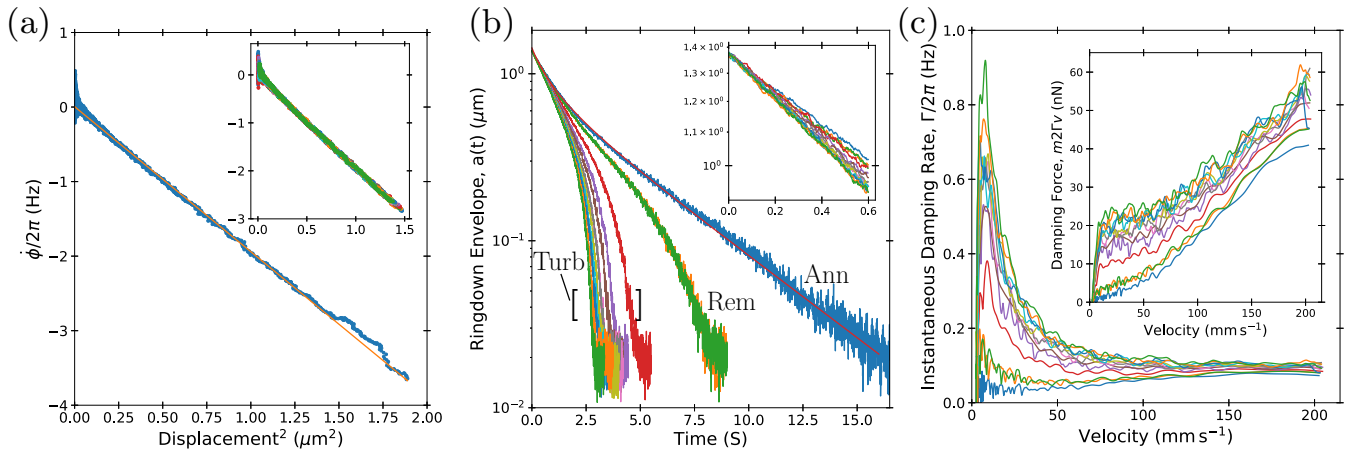 (a)
φ̇/2π (Hz)
1
0
−1
−2
−3
−4
0.00 0.25 0.50 0.75 1.00 1.25 1.50 1.75 2.00
Displacement² (μm²)
0
−1
−2
−3
0.0 0.5 1.0 1.5
(b)
Ringdown Envelope, a(t) (μm)
10⁰
10⁻¹
10⁻²
0.0 2.5 5.0 7.5 10.0 12.5 15.0
Time (S)
Turb
[ ]
Rem
Ann
1.4 × 10⁰
1.3 × 10⁰
1.2 × 10⁰
1.1 × 10⁰
10⁰
0.0 0.2 0.4 0.6
(c)
Instantaneous Damping Rate, Γ/2π (Hz)
1.0
0.8
0.6
0.4
0.2
0.0
0 25 50 75 100 125 150 175 200
Velocity (mm s⁻¹)
Damping Force, m2Γv (nN)
60
50
40
30
20
10
0
0 50 100 150 200
Velocity (mm s⁻¹)